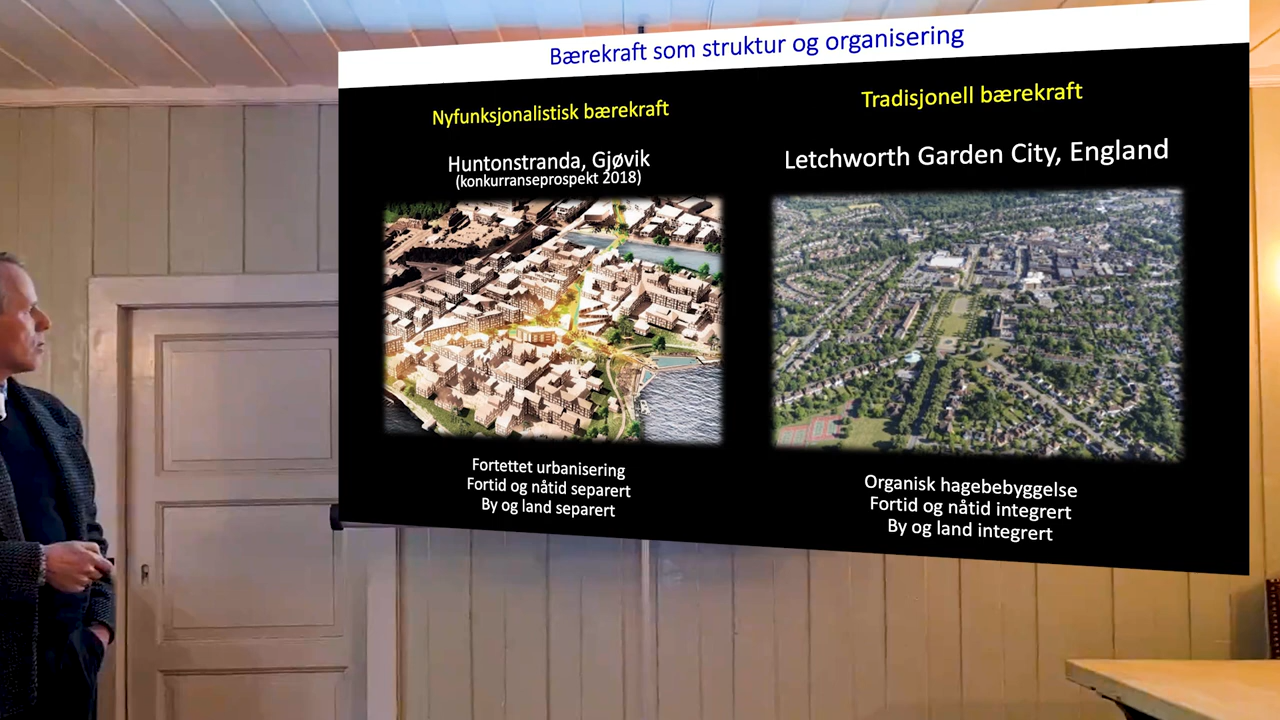 Bærekraft som struktur og organisering
Nyfunksjonalistisk bærekraft
Huntonstranda, Gjøvik
(konkurranseprospekt 2018)
Fortettet urbanisering
Fortid og nåtid separert
By og land separert
Tradisjonell bærekraft
Letchworth Garden City, England
Organisk hagebebyggelse
Fortid og nåtid integrert
By og land integrert